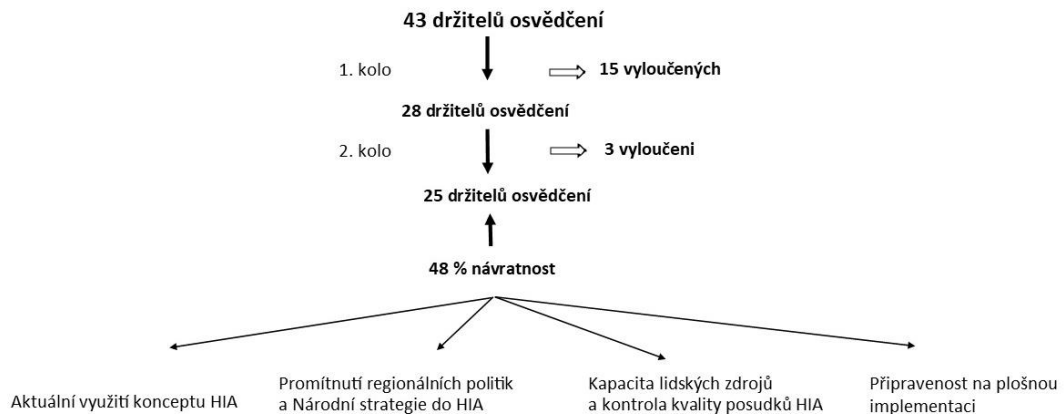 43 držitelů osvědčení
1. kolo
15 vyloučených
28 držitelů osvědčení
2. kolo
3 vyloučeni
25 držitelů osvědčení
48 % návratnost
Aktuální využití konceptu HIA
Promítnutí regionálních politik
a Národní strategie do HIA
Kapacita lidských zdrojů
a kontrola kvality posudků HIA
Připravenost na plošnou
implementaci